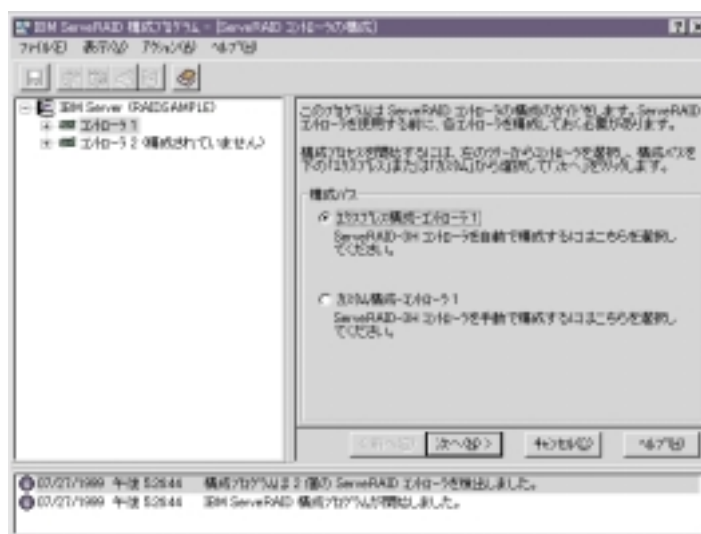 IBM ServeRAID 構成プログラム - [ServeRAID コントローラの構成]
ファイル(F) 表示(V) アクション(A) ヘルプ(H)
IBM Server (RAIDSAMPLE)
コントローラ 1
コントローラ 2 (構成されていません)
このプログラムは ServeRAID コントローラの構成のガイドをします。ServeRAID
コントローラを使用する前に、各コントローラを構成しておく必要があります。
構成プロセスを開始するには、左のツリーからコントローラを選択し、構成パスを
下の「エクスプレス」または「カスタム」から選択して「次へ」をクリックします。
構成パス
エクスプレス構成-コントローラ 1
ServeRAID-3H コントローラを自動で構成するにはこちらを選択し
てください。
カスタム構成-コントローラ 1
ServeRAID-3H コントローラを手動で構成するにはこちらを選択し
てください。
次へ(N) > キャンセル(C) ヘルプ(H)
07/27/1999 午後 5:26:44 構成プログラムは 2 個の ServeRAID コントローラを検出しました。
07/27/1999 午後 5:26:44 IBM ServeRAID 構成プログラムが開始しました。